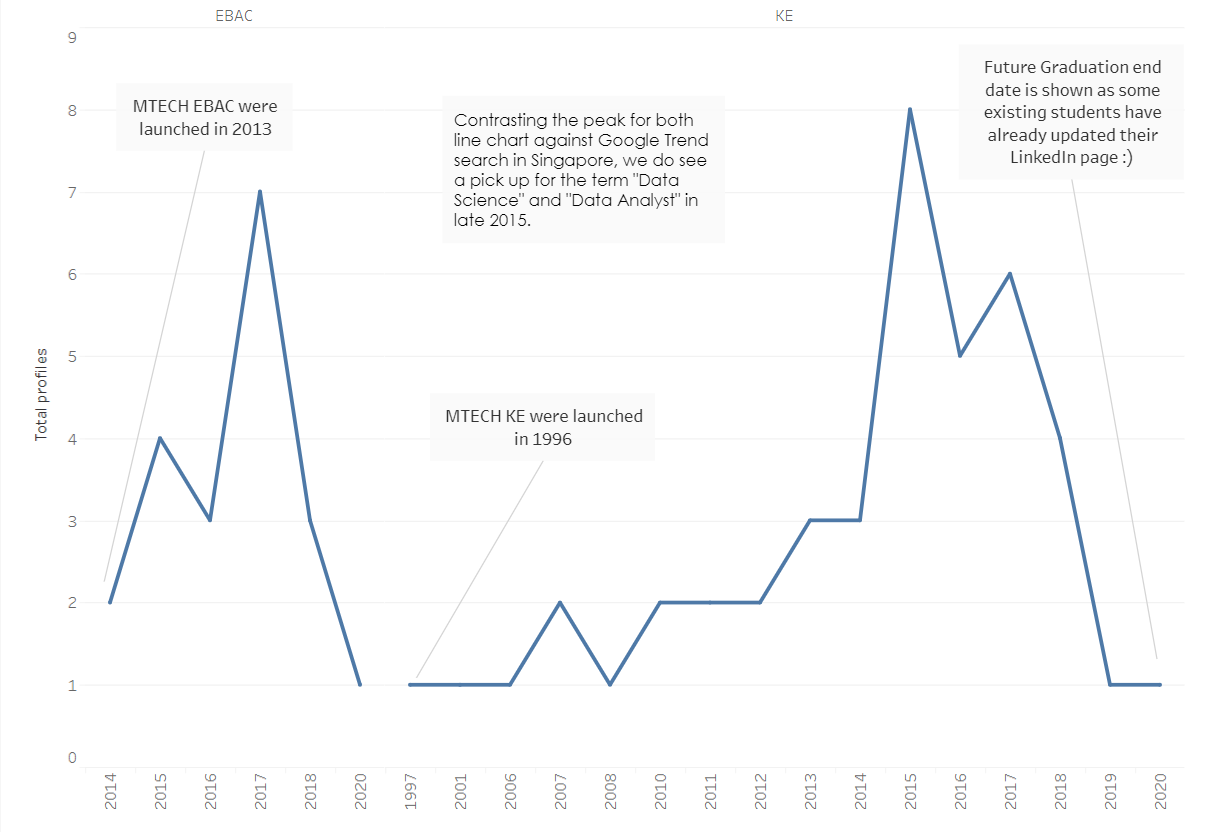 EBAC
KE
9
8
7
6
5
4
3
2
1
0
Total profiles
MTECH EBAC were
launched in 2013
Contrasting the peak for both
line chart against Google Trend
search in Singapore, we do see
a pick up for the term "Data
Science" and "Data Analyst" in
late 2015.
Future Graduation end
date is shown as some
existing students have
already updated their
LinkedIn page :)
MTECH KE were launched
in 1996
2014
2015
2016
2017
2018
2020
1997
2001
2006
2007
2008
2010
2011
2012
2013
2014
2015
2016
2017
2018
2019
2020